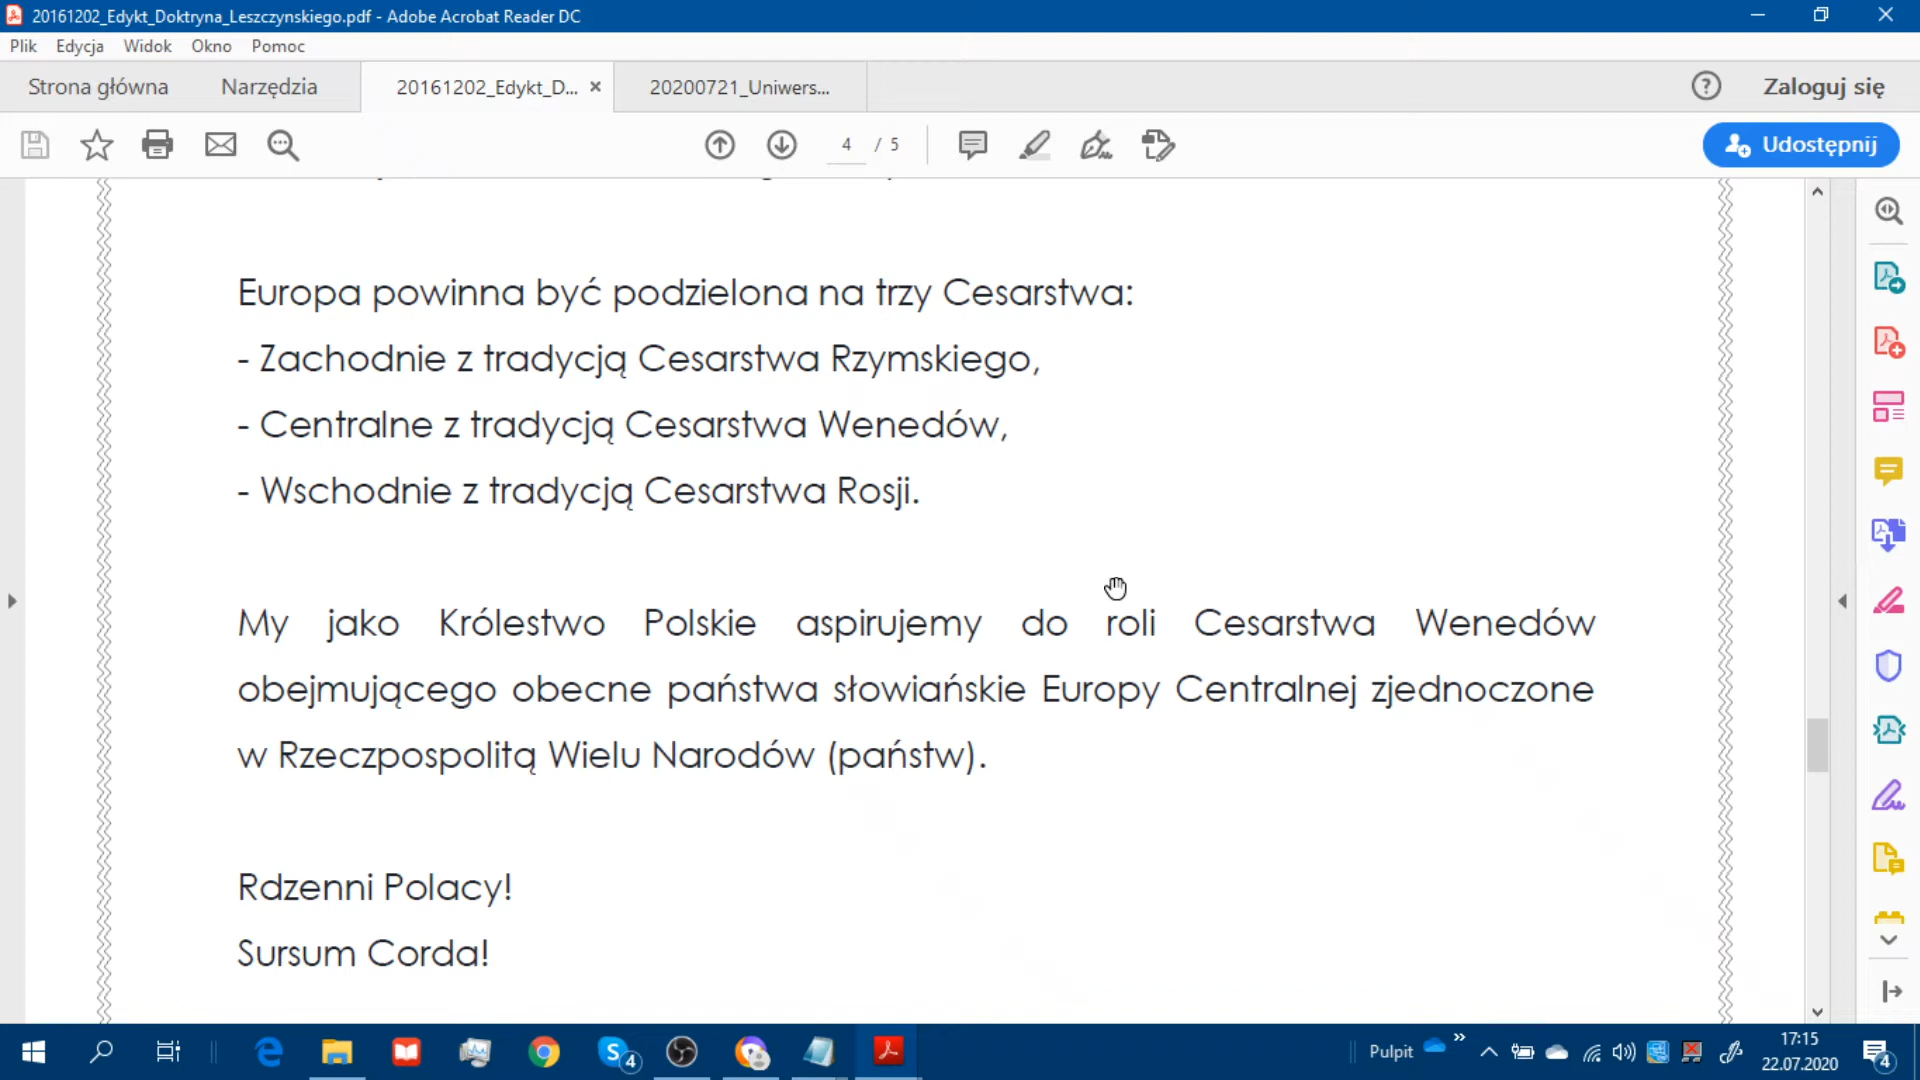 20161202_Edykt_Doktryna_Leszczynskiego.pdf - Adobe Acrobat Reader DC
Plik Edycja Widok Okno Pomoc
Strona główna Narzędzia 20161202_Edykt_D... 20200721_Uniwers... Zaloguj się
4 / 5 Udostępnij
Europa powinna być podzielona na trzy Cesarstwa:
- Zachodnie z tradycją Cesarstwa Rzymskiego,
- Centralne z tradycją Cesarstwa Wenedów,
- Wschodnie z tradycją Cesarstwa Rosji.
My jako Królestwo Polskie aspirujemy do roli Cesarstwa Wenedów
obejmującego obecne państwa słowiańskie Europy Centralnej zjednoczone
w Rzeczpospolitą Wielu Narodów (państw).
Rdzenni Polacy!
Sursum Corda!
4 Pulpit 17:15
22.07.2020 4